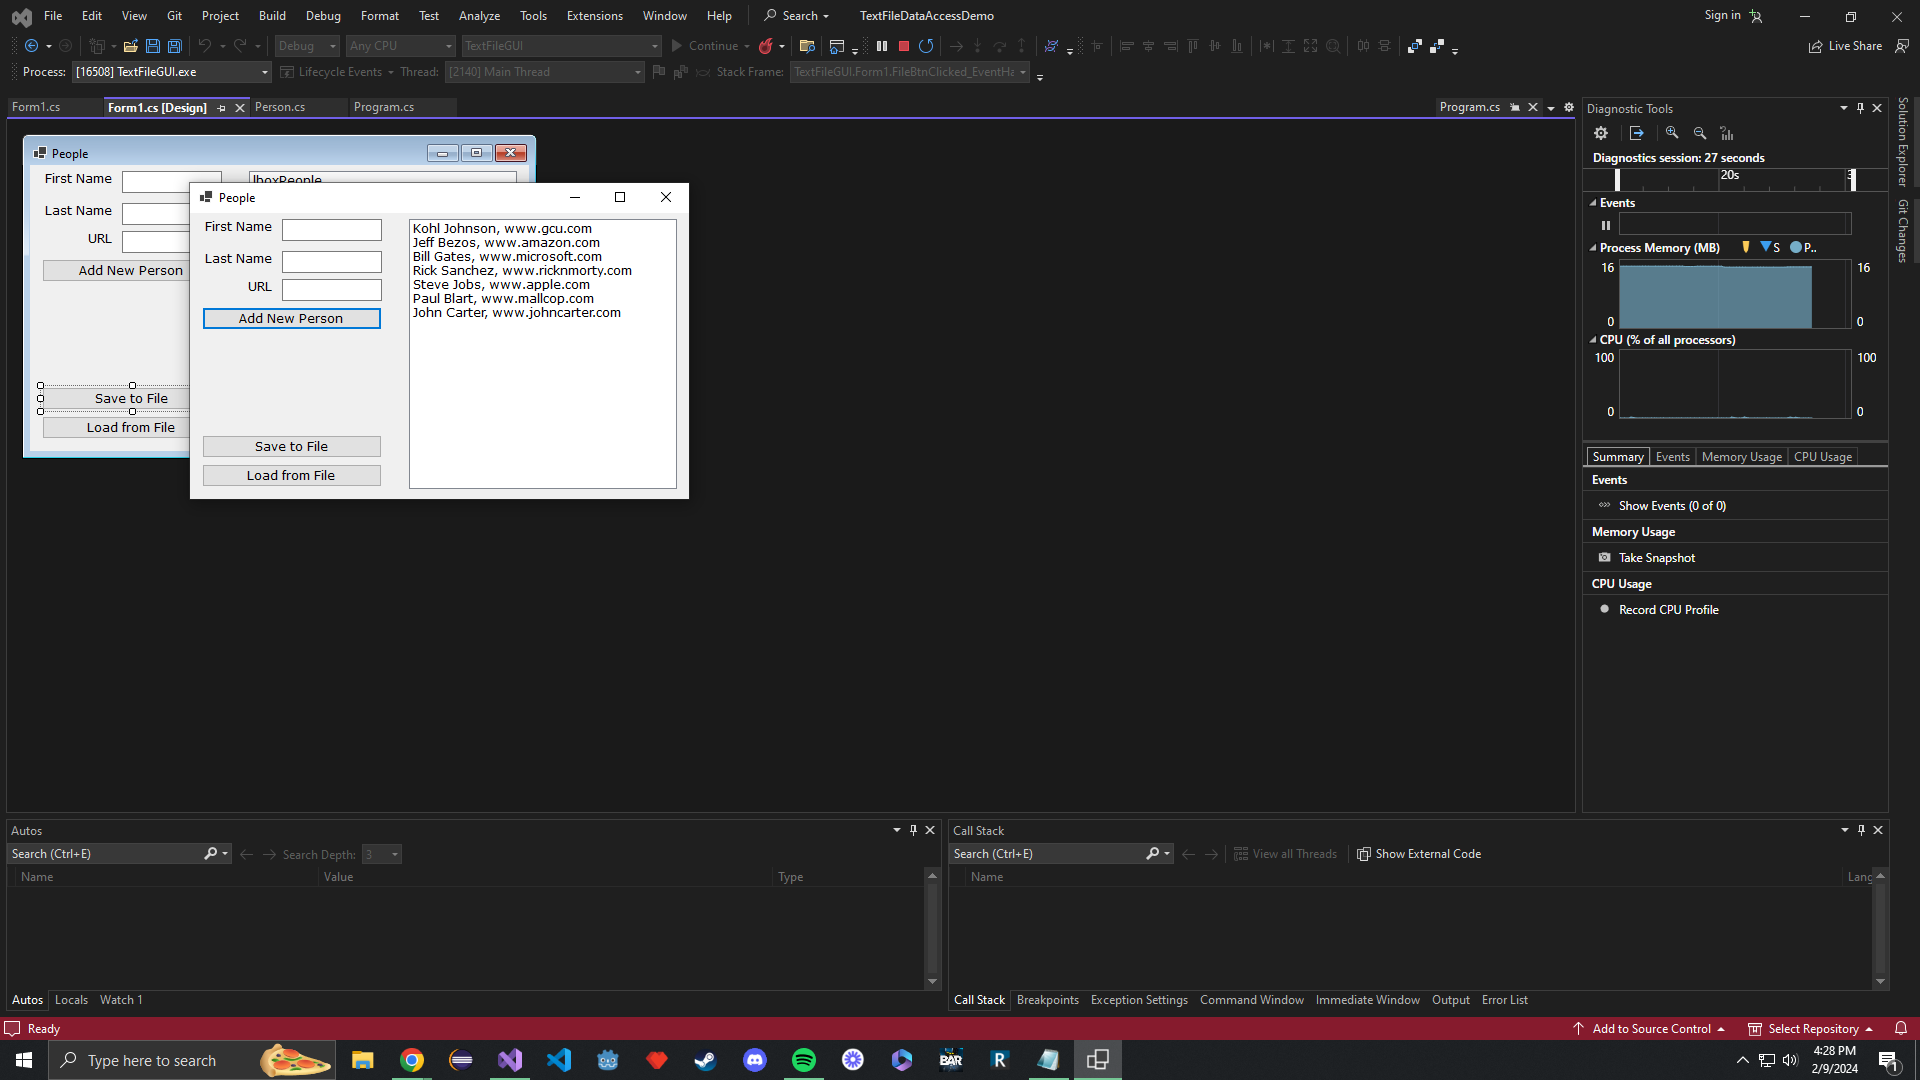 File Edit View Git Project Build Debug Format Test Analyze Tools Extensions Window Help Search TextFileDataAccessDemo Sign in
Debug Any CPU TextFileGUI Continue Live Share
Process: [16508] TextFileGUI.exe Lifecycle Events Thread: [2140] Main Thread Stack Frame: TextFileGUI.Form1.FileBtnClicked_EventHa
Form1.cs Form1.cs [Design] Person.cs Program.cs Program.cs
People
First Name lboxPeople
Last Name
URL
Add New Person
Save to File
Load from File
People
First Name
Last Name
URL
Add New Person
Save to File
Load from File
Kohl Johnson, www.gcu.com
Jeff Bezos, www.amazon.com
Bill Gates, www.microsoft.com
Rick Sanchez, www.ricknmorty.com
Steve Jobs, www.apple.com
Paul Blart, www.mallcop.com
John Carter, www.johncarter.com
Diagnostic Tools
Diagnostics session: 27 seconds
20s
Events
Process Memory (MB) S P..
16 16
0 0
CPU (% of all processors)
100 100
0 0
Summary Events Memory Usage CPU Usage
Events
Show Events (0 of 0)
Memory Usage
Take Snapshot
CPU Usage
Record CPU Profile
Solution Explorer
Git Changes
Autos
Search (Ctrl+E) Search Depth: 3
Name Value Type
Autos Locals Watch 1
Call Stack
Search (Ctrl+E) View all Threads Show External Code
Name Lang
Call Stack Breakpoints Exception Settings Command Window Immediate Window Output Error List
Ready Add to Source Control Select Repository
Type here to search
BAR
R
4:28 PM
2/9/2024
1